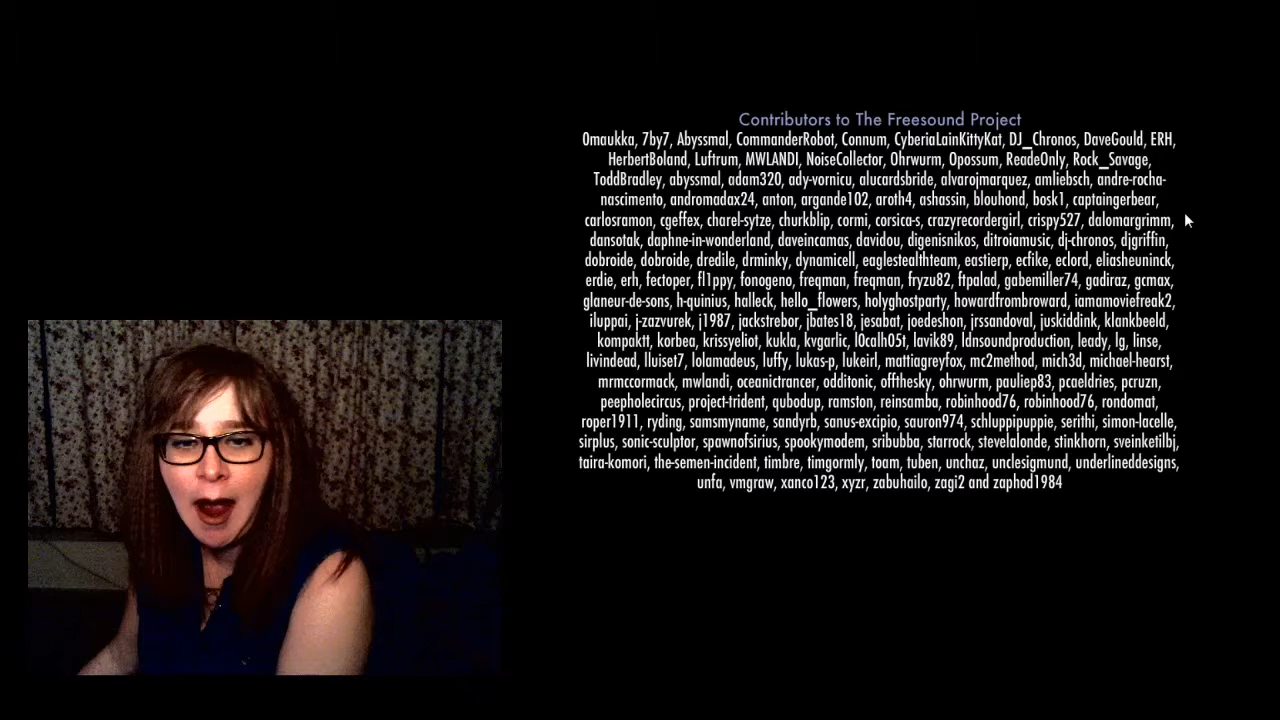 Contributors to The Freesound Project
0maukka, 7by7, Abyssmal, CommanderRobot, Connum, CyberiaLainKittyKat, DJ_Chronos, DaveGould, ERH,
HerbertBoland, Luftrum, MWLANDI, NoiseCollector, Ohrwurm, Opossum, ReadeOnly, Rock_Savage,
ToddBradley, abyssmal, adam320, ady-vornicu, alucardsbride, alvarojmarquez, amliebsch, andre-rocha-
nascimento, andromadax24, anton, argande102, aroth4, ashassin, blouhond, bosk1, captaingerbear,
carlosramon, cgeffex, charel-sytze, churkblip, cormi, corsica-s, crazyrecordergirl, crispy527, dalomargrimm,
dansotak, daphne-in-wonderland, daveincamas, davidou, digenisnikos, ditroiamusic, dj-chronos, djgriffin,
dobroide, dobroide, dredile, drminky, dynamicell, eaglestealthteam, eastierp, ecfike, eclord, eliasheuninck,
erdie, erh, fectoper, fl1ppy, fonogeno, freqman, freqman, fryzu82, ftpalad, gabemiller74, gadiraz, gcmax,
glaneur-de-sons, h-quinius, halleck, hello_flowers, holyghostparty, howardfrombroward, iamamoviefreak2,
iluppai, j-zazvurek, j1987, jackstrebor, jbates18, jesabat, joedeshon, jrssandoval, juskiddink, klankbeeld,
kompaktt, korbea, krissyeliot, kukla, kvgarlic, l0calh05t, lavik89, ldnsoundproduction, leady, lg, linse,
livindead, lluiset7, lolamadeus, luffy, lukas-p, lukeirl, mattiagreyfox, mc2method, mich3d, michael-hearst,
mrmccormack, mwlandi, oceanictrancer, odditonic, offthesky, ohrwurm, pauliep83, pcaeldries, pcruzn,
peepholecircus, project-trident, qubodup, ramston, reinsamba, robinhood76, robinhood76, rondomat,
roper1911, ryding, samsmyname, sandyrb, sanus-excipio, sauron974, schluppipuppie, serithi, simon-lacelle,
sirplus, sonic-sculptor, spawnofsirius, spookymodem, sribubba, starrock, stevelalonde, stinkhorn, sveinketilbj,
taira-komori, the-semen-incident, timbre, timgormly, toam, tuben, unchaz, unclesigmund, underlineddesigns,
unfa, vmgraw, xanco123, xyzr, zabuhailo, zagi2 and zaphod1984